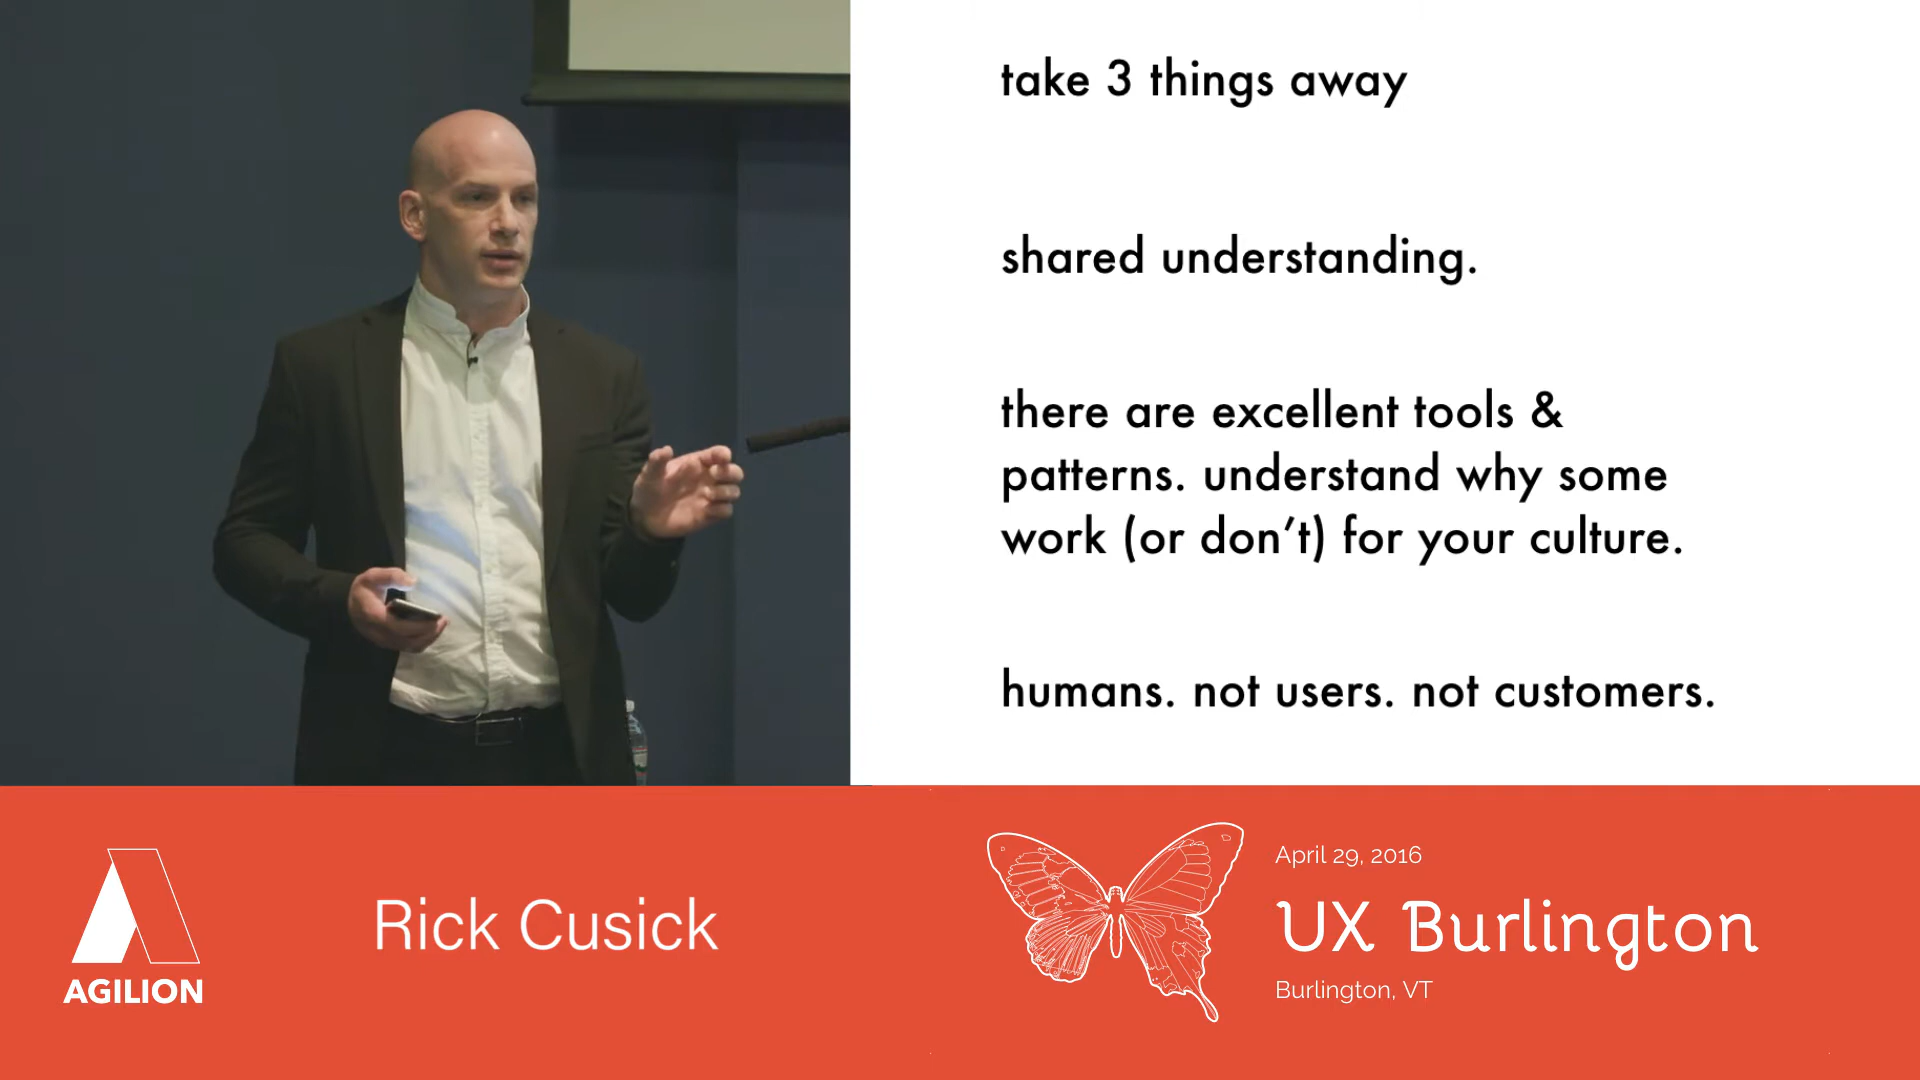 take 3 things away
shared understanding.
there are excellent tools &
patterns. understand why some
work (or don’t) for your culture.
humans. not users. not customers.
AGILION
Rick Cusick
April 29, 2016
UX Burlington
Burlington, VT